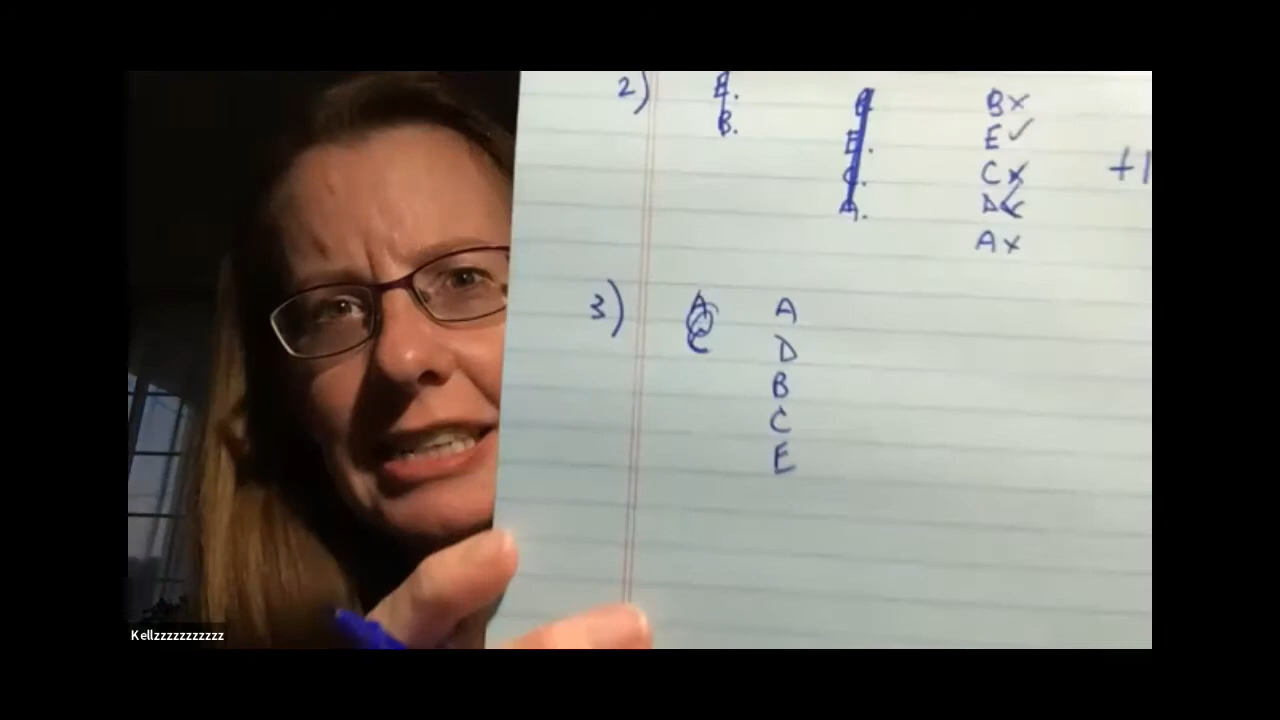 2) E. B.
B E. C. A.
B x
E ✓
C x
D ✓
A x
+1
3) A C
A
D
B
C
E
Kellzzzzzzzzzzz